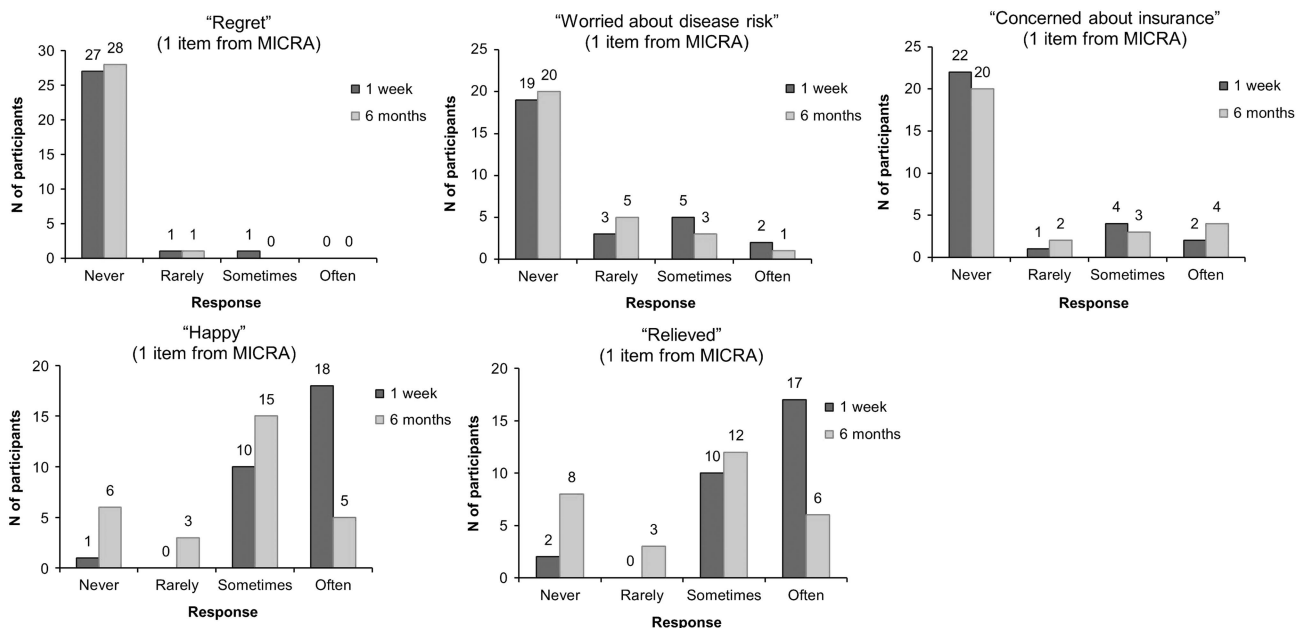 “Regret”
(1 item from MICRA)
30
25
20
15
10
5
0
N of participants
27
28
1
1
1
0
0
0
Never
Rarely
Sometimes
Often
Response
1 week
6 months
“Worried about disease risk”
(1 item from MICRA)
25
20
15
10
5
0
N of participants
19
20
3
5
5
3
2
1
Never
Rarely
Sometimes
Often
Response
1 week
6 months
“Concerned about insurance”
(1 item from MICRA)
25
20
15
10
5
0
N of participants
22
20
1
2
4
3
2
4
Never
Rarely
Sometimes
Often
Response
1 week
6 months
“Happy”
(1 item from MICRA)
20
15
10
5
0
N of participants
1
6
0
3
10
15
18
5
Never
Rarely
Sometimes
Often
Response
1 week
6 months
“Relieved”
(1 item from MICRA)
20
15
10
5
0
N of participants
2
8
0
3
10
12
17
6
Never
Rarely
Sometimes
Often
Response
1 week
6 months